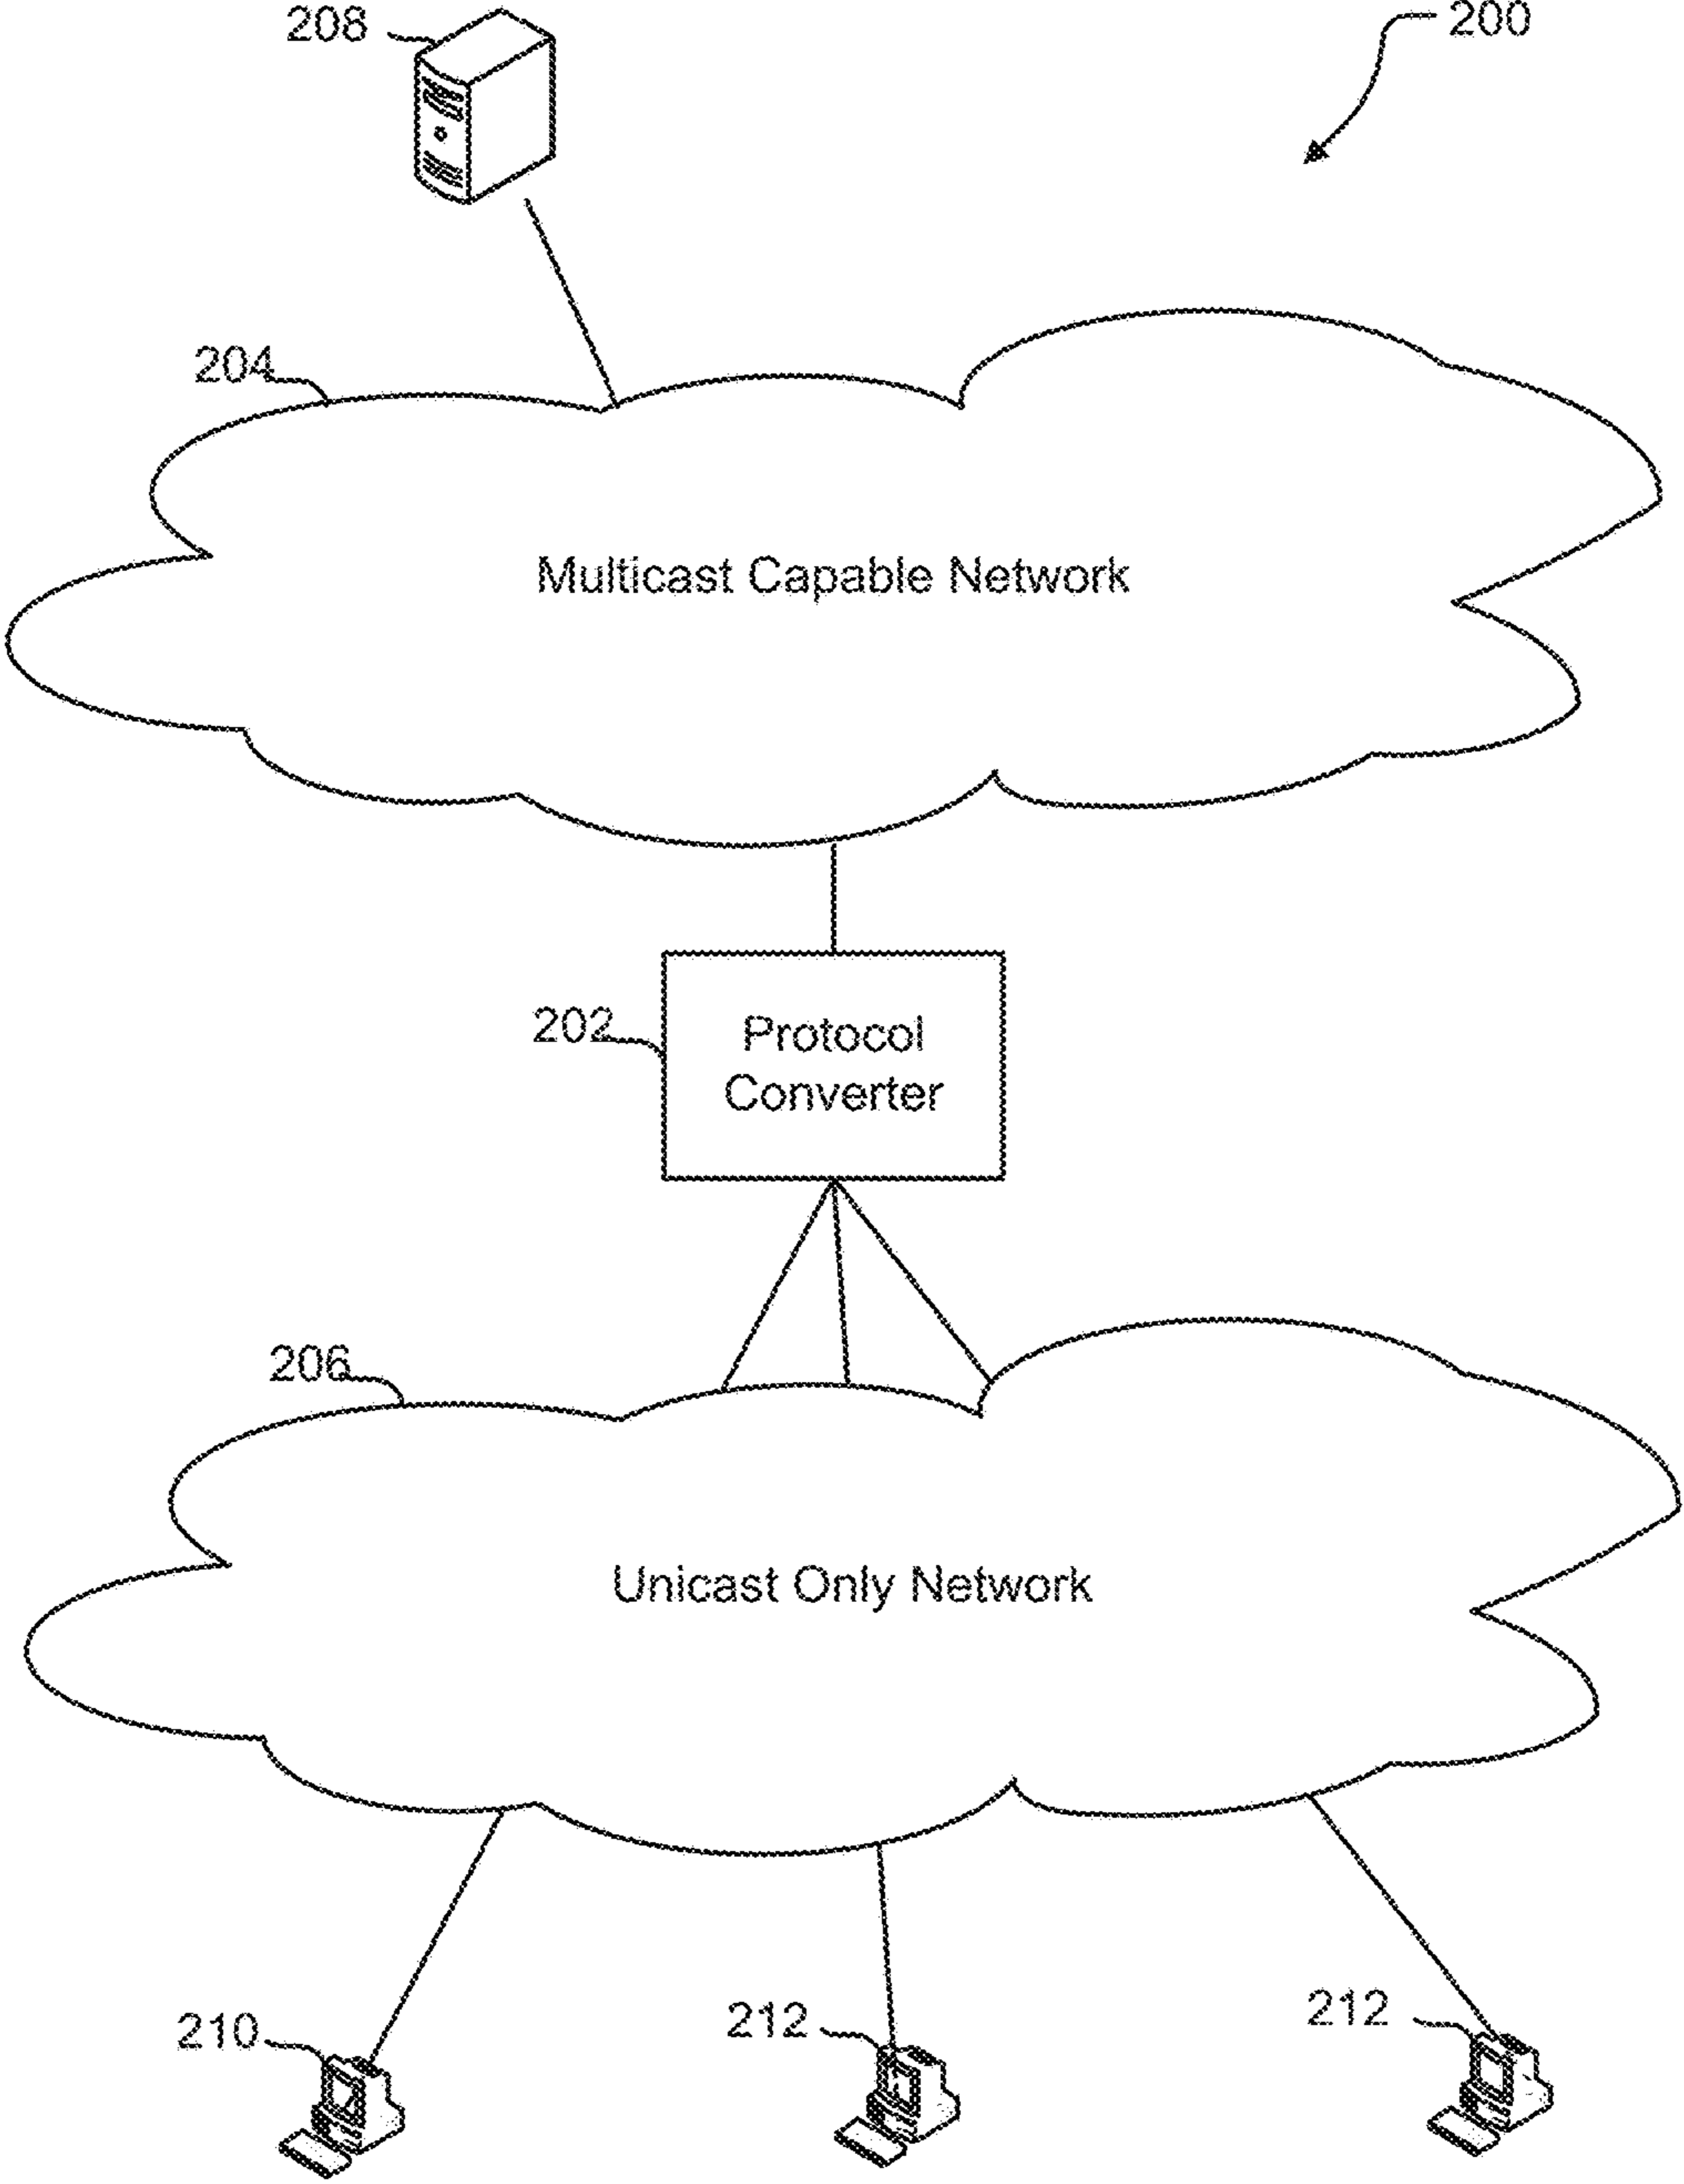 208
200
204
Multicast Capable Network
202
Protocol
Converter
206
Unicast Only Network
210
212
212